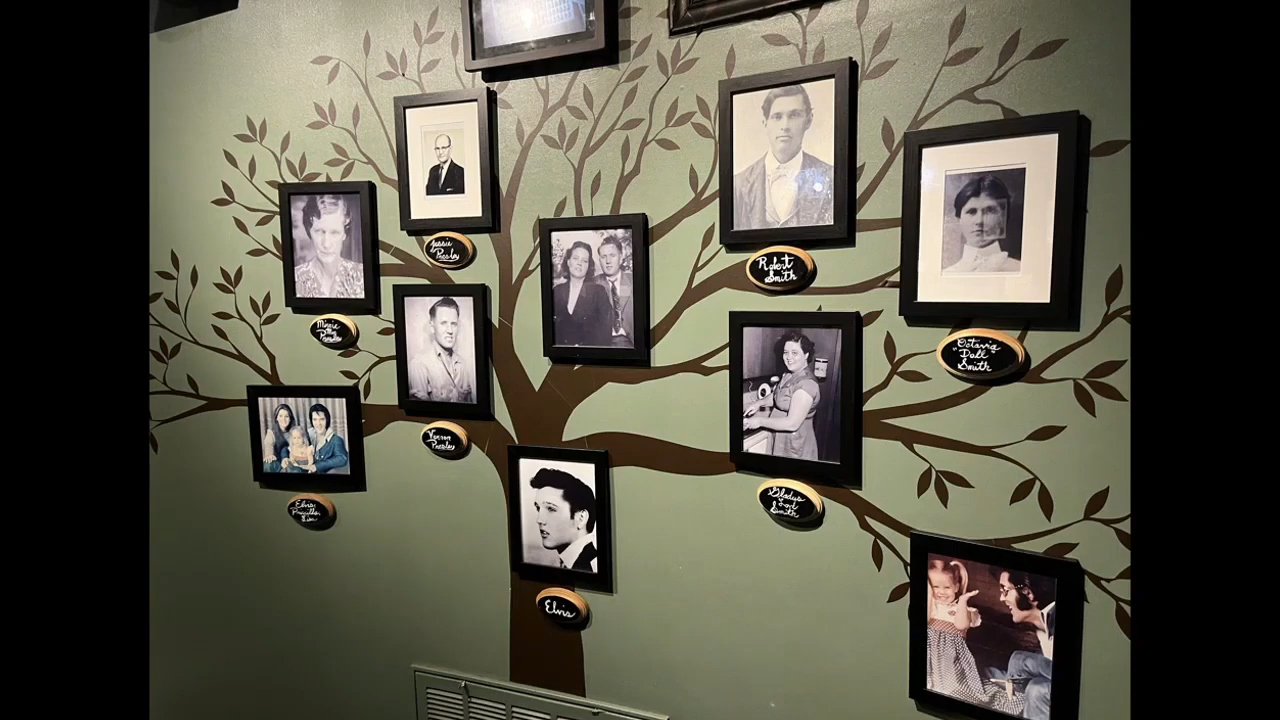 Jessie
Presley
Robert
Smith
Minnie
Mae
Presley
Octavia
"Doll"
Smith
Vernon
Presley
Gladys
Love
Smith
Elvis
Priscilla
Lisa
Elvis